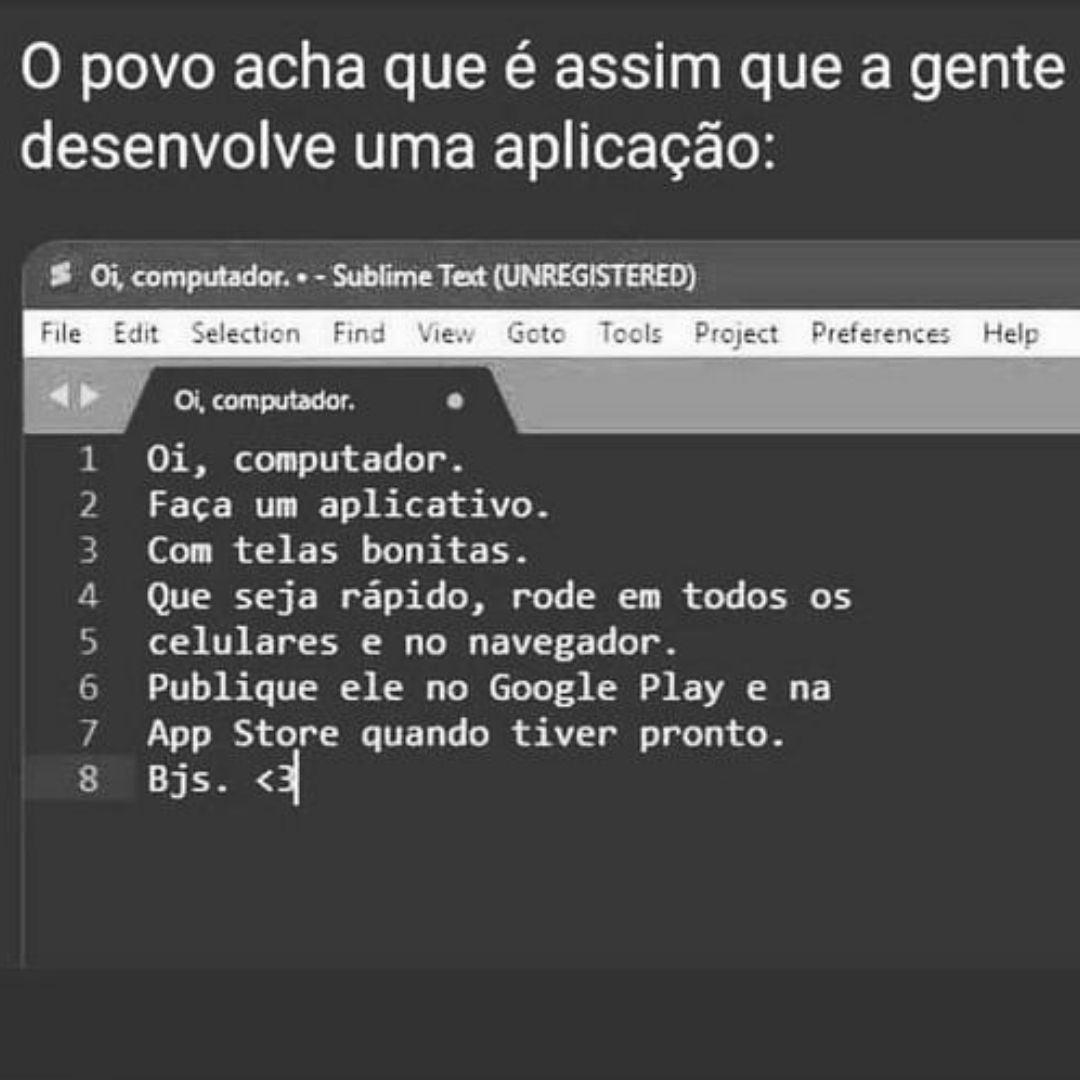 O povo acha que é assim que a gente
desenvolve uma aplicação:
Oi, computador. • - Sublime Text (UNREGISTERED)
File Edit Selection Find View Goto Tools Project Preferences Help
Oi, computador.
1 Oi, computador.
2 Faça um aplicativo.
3 Com telas bonitas.
4 Que seja rápido, rode em todos os
5 celulares e no navegador.
6 Publique ele no Google Play e na
7 App Store quando tiver pronto.
8 Bjs. <3